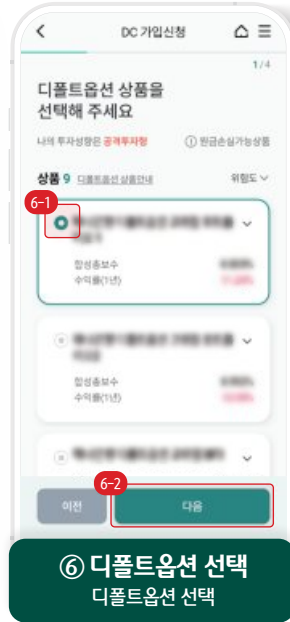 DC 가입신청
1/4
디폴트옵션 상품을
선택해 주세요
나의 투자성향은 공격투자형 원금손실가능상품
상품 9 디폴트옵션상품안내 위험도
6-1
합성총보수
수익률(1년)
합성총보수
수익률(1년)
6-2
이전 다음
⑥ 디폴트옵션 선택
디폴트옵션 선택